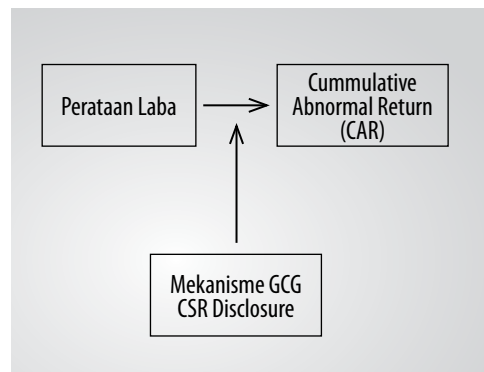 Perataan Laba
Cummulative
Abnormal Return
(CAR)
Mekanisme GCG
CSR Disclosure